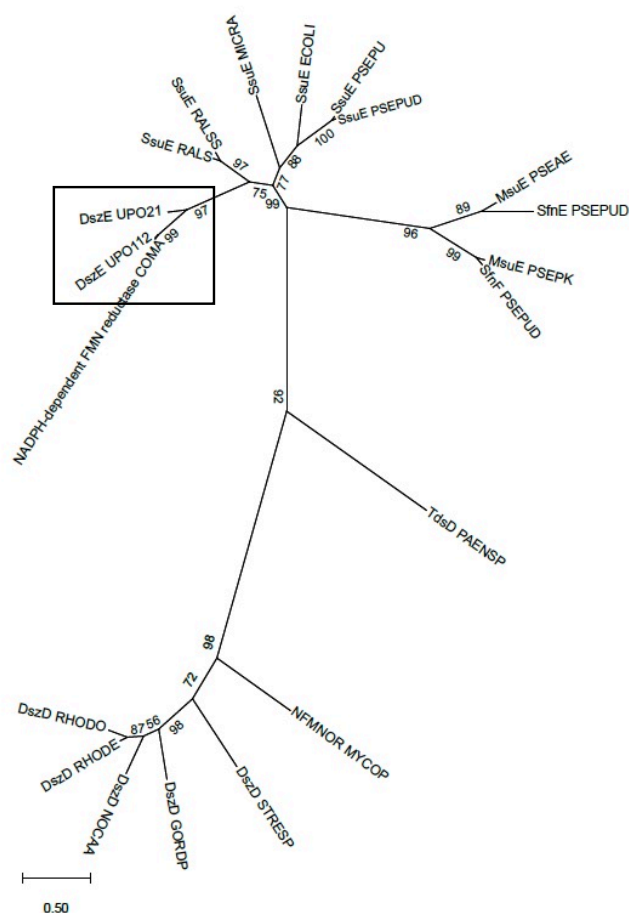 SsuE MICRA
SsuE ECOLI
SsuE PSEPU
SsuE PSEPUD
SsuE RALSS
SsuE RALS
97
100
88
77
75
99
DszE UPO21
97
DszE UPO112
99
NADPH-dependent FMN reductase COMA
MsuE PSEAE
89
SfnE PSEPUD
96
99
MsuE PSEPK
SfnF PSEPUD
92
TdsD PAENSP
98
72
NFMNOR MYCOP
DszD RHODO
87
56
98
DszD RHODE
DszD NOCAA
DszD GORDP
DszD STRESP
0.50